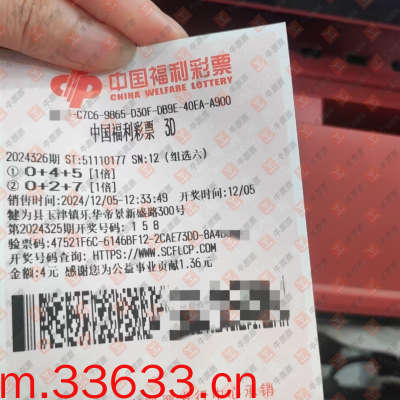 中国福利彩票
CHINA WELFARE LOTTERY
-C7C6-9865-D30F-DB9E-40EA-A900
中国福利彩票 3D
2024326期 ST:51110177 SN:12 (组选六)
① 0+4+5 [1倍]
② 0+2+7 [1倍]
销售时间:2024/12/05-12:33:49 开奖时间:12/05
犍为县玉津镇乐华帝景新盛路300号
第2024325期开奖号码: 1 5 8
验票码:47521F6C-6146BF12-2CAE73DD-8A4
开奖号码查询: HTTPS://WWW.SCFLCP.COM
金额:4元 感谢您为公益事业贡献1.36元
m.33633.cn